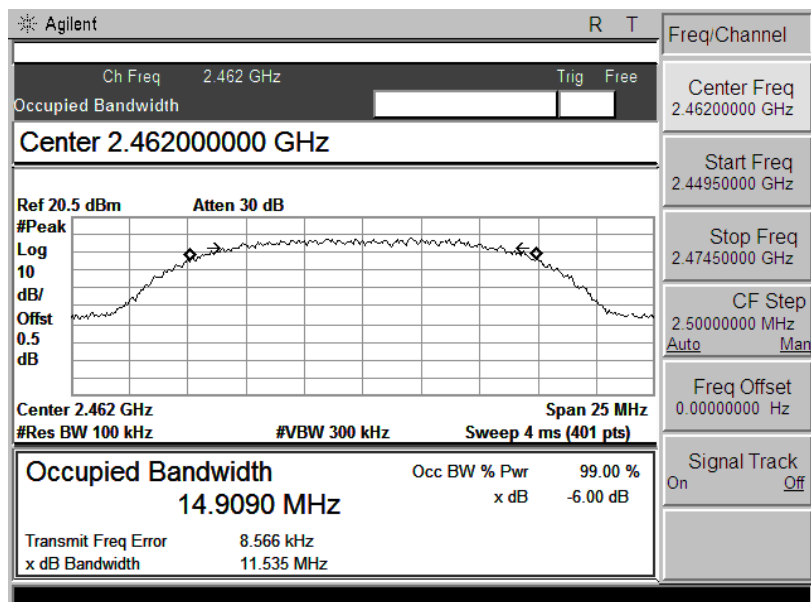 Agilent R T
Freq/Channel
Ch Freq 2.462 GHz Trig Free
Occupied Bandwidth
Center 2.462000000 GHz
Ref 20.5 dBm Atten 30 dB
#Peak
Log
10
dB/
Offst
0.5
dB
Center 2.462 GHz Span 25 MHz
#Res BW 100 kHz #VBW 300 kHz Sweep 4 ms (401 pts)
Occupied Bandwidth Occ BW % Pwr 99.00 %
14.9090 MHz x dB -6.00 dB
Transmit Freq Error 8.566 kHz
x dB Bandwidth 11.535 MHz
Center Freq
2.46200000 GHz
Start Freq
2.44950000 GHz
Stop Freq
2.47450000 GHz
CF Step
2.50000000 MHz
Auto Man
Freq Offset
0.00000000 Hz
Signal Track
On Off